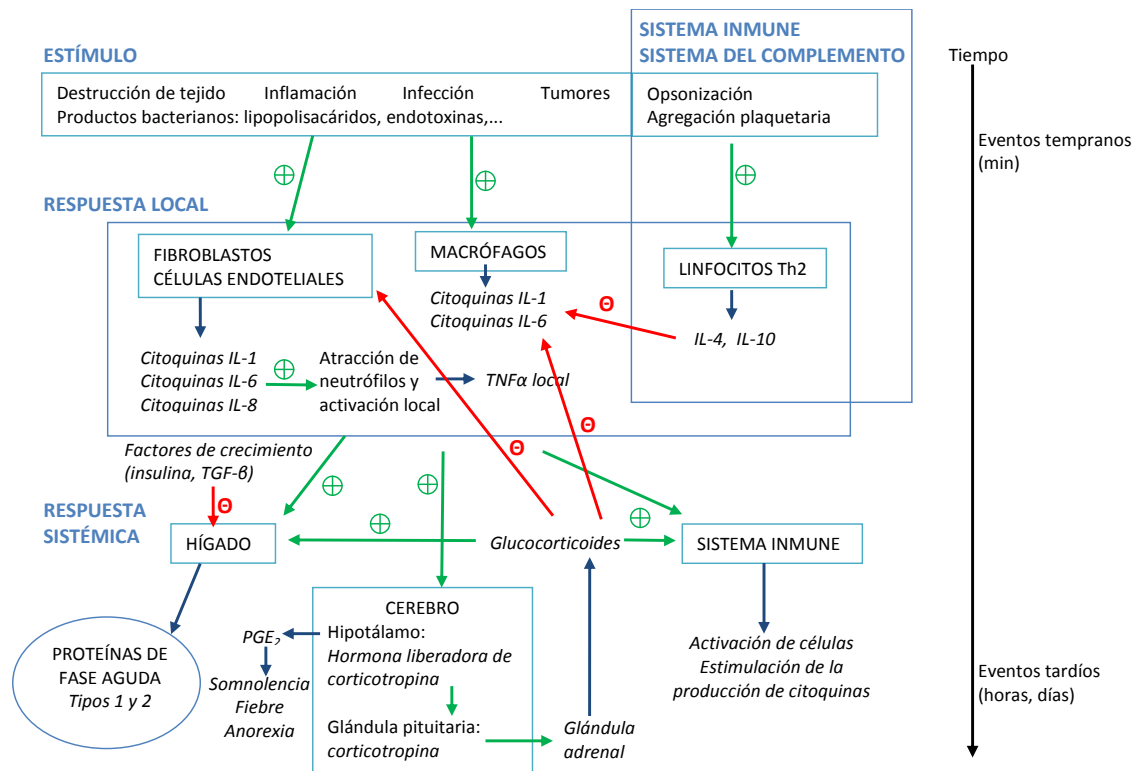 SISTEMA INMUNE
SISTEMA DEL COMPLEMENTO
ESTÍMULO
Tiempo
Destrucción de tejido Inflamación Infección Tumores
Productos bacterianos: lipopolisacáridos, endotoxinas,...
Opsonización
Agregación plaquetaria
Eventos tempranos
(min)
⊕ ⊕ ⊕
RESPUESTA LOCAL
FIBROBLASTOS
CÉLULAS ENDOTELIALES
MACRÓFAGOS
LINFOCITOS Th2
Citoquinas IL-1
Citoquinas IL-6
Θ
IL-4, IL-10
Citoquinas IL-1
Citoquinas IL-6
Citoquinas IL-8
⊕
Atracción de
neutrófilos y
activación local
TNFα local
Θ
Θ
Factores de crecimiento
(insulina, TGF-β)
Θ
⊕ ⊕
RESPUESTA
SISTÉMICA
⊕ ⊕
HÍGADO
Glucocorticoides
SISTEMA INMUNE
PROTEÍNAS DE
FASE AGUDA
Tipos 1 y 2
PGE₂
Somnolencia
Fiebre
Anorexia
CEREBRO
Hipotálamo:
Hormona liberadora de
corticotropina
Glándula pituitaria:
corticotropina
Glándula
adrenal
Activación de células
Estimulación de la
producción de citoquinas
Eventos tardíos
(horas, días)